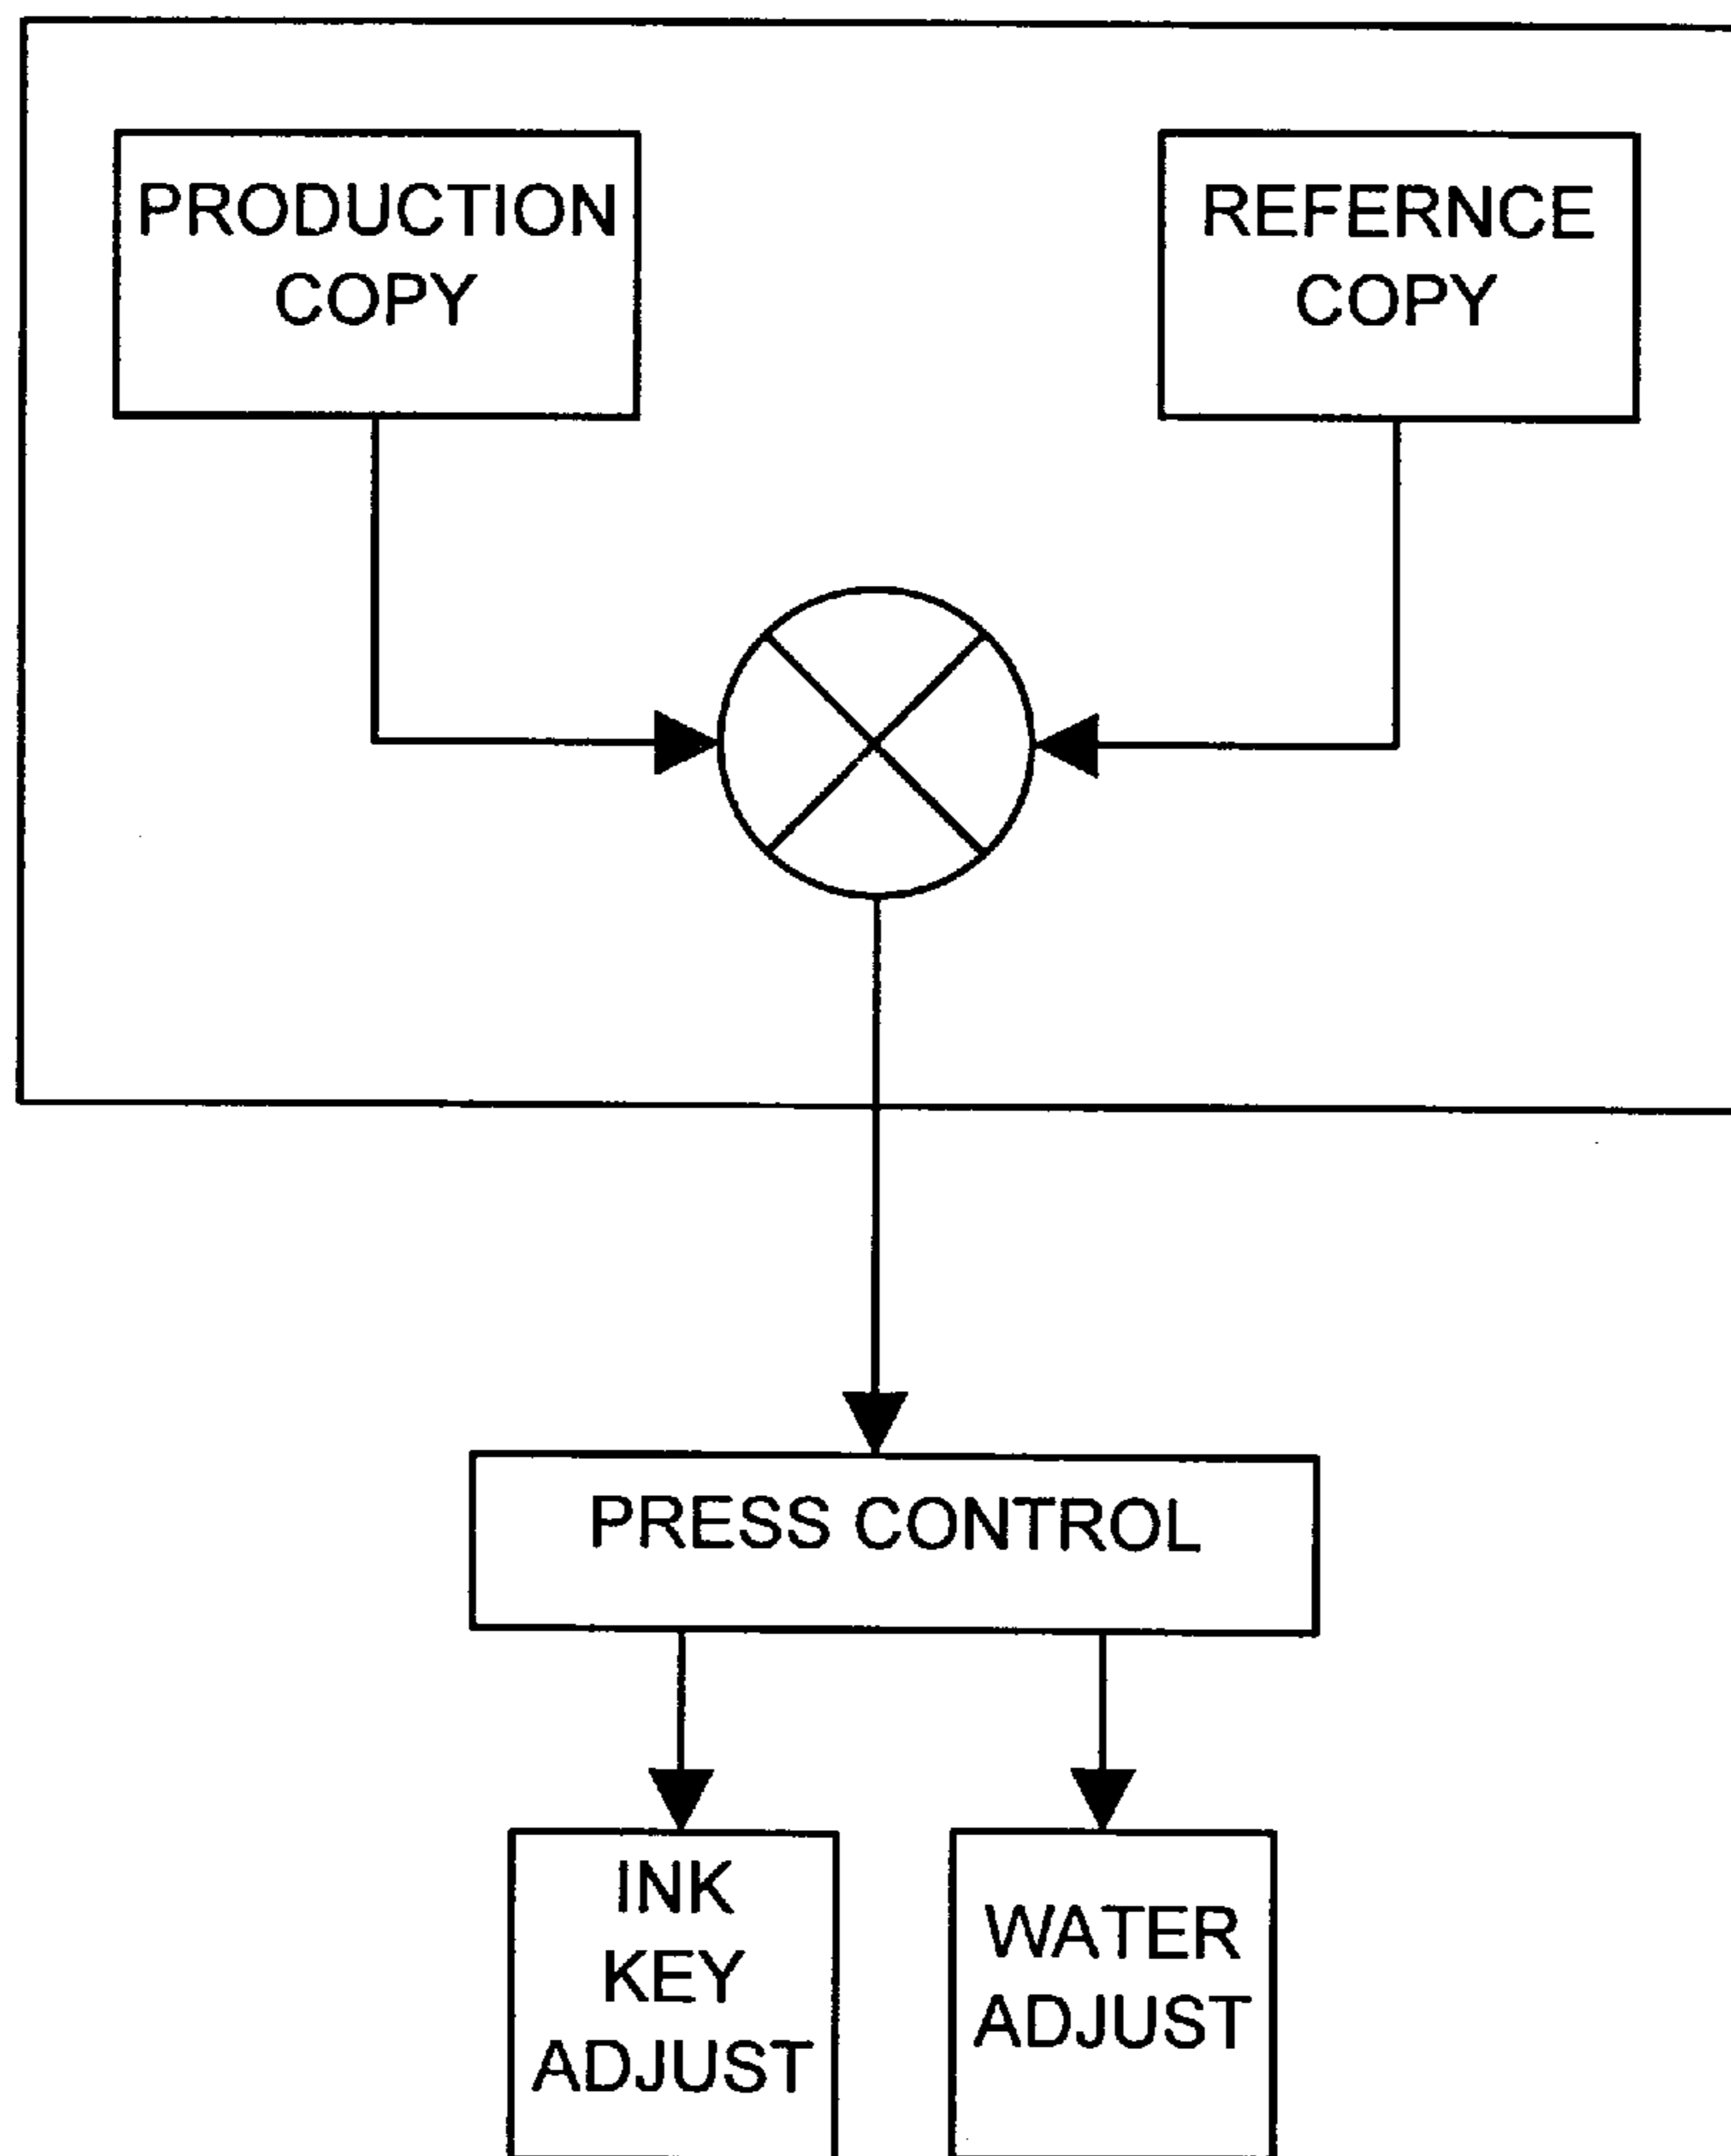 PRODUCTION
COPY
REFERNCE
COPY
PRESS CONTROL
INK
KEY
ADJUST
WATER
ADJUST